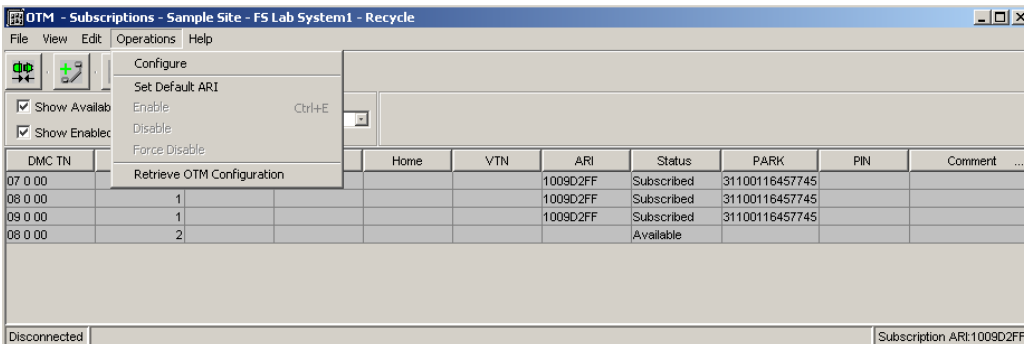 OTM - Subscriptions - Sample Site - FS Lab System1 - Recycle
File View Edit Operations Help
Configure
Set Default ARI
Enable Ctrl+E
Disable
Force Disable
Retrieve OTM Configuration
Show Availab
Show Enabled
DMC TN Home VTN ARI Status PARK PIN Comment ...
07 0 00 1009D2FF Subscribed 31100116457745
08 0 00 1 1009D2FF Subscribed 31100116457745
09 0 00 1 1009D2FF Subscribed 31100116457745
08 0 00 2 Available
Disconnected Subscription ARI:1009D2FF